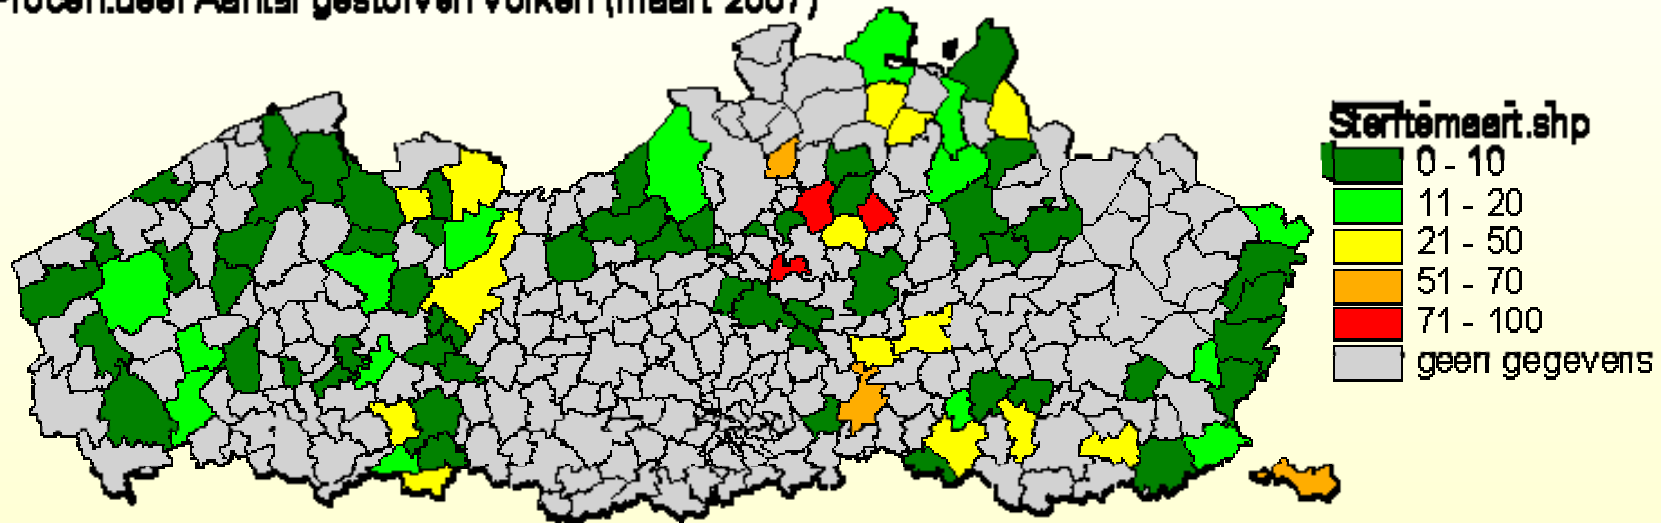 Procentueel Aantal gestorven volken (maart 2007)
Sterftemaart.shp
0 - 10
11 - 20
21 - 50
51 - 70
71 - 100
geen gegevens